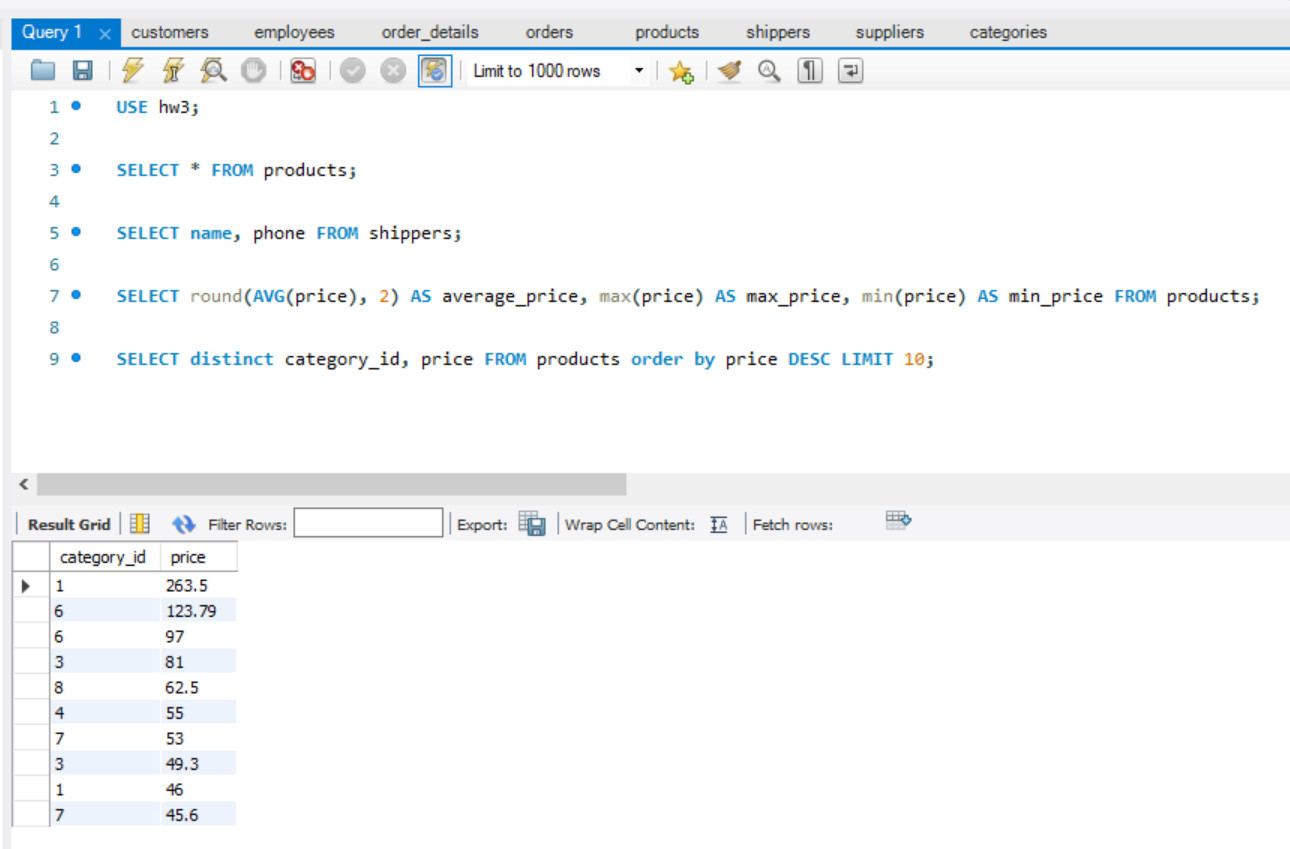 Query 1 × customers employees order_details orders products shippers suppliers categories
Limit to 1000 rows
1 USE hw3;
2
3 SELECT * FROM products;
4
5 SELECT name, phone FROM shippers;
6
7 SELECT round(AVG(price), 2) AS average_price, max(price) AS max_price, min(price) AS min_price FROM products;
8
9 SELECT distinct category_id, price FROM products order by price DESC LIMIT 10;
Result Grid Filter Rows: Export: Wrap Cell Content: Fetch rows:
category_id price
1 263.5
6 123.79
6 97
3 81
8 62.5
4 55
7 53
3 49.3
1 46
7 45.6